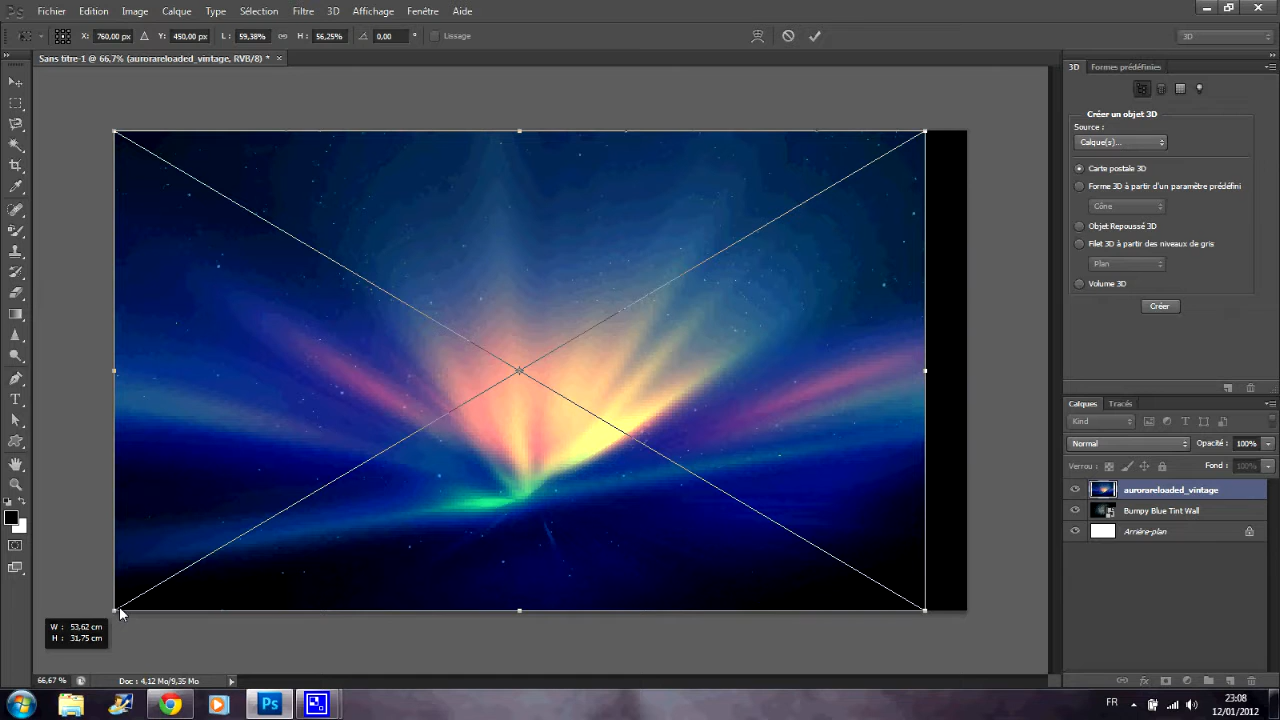 Ps Fichier Edition Image Calque Type Sélection Filtre 3D Affichage Fenêtre Aide
X: 760,00 px Y: 450,00 px L: 59,38% H: 56,25% 0,00 ° Lissage 3D
Sans titre-1 @ 66,7% (aurorareloaded_vintage, RVB/8) * ×
3D Formes prédéfinies
Créer un objet 3D
Source :
Calque(s)...
Carte postale 3D
Forme 3D à partir d'un paramètre prédéfini
Cône
Objet Repoussé 3D
Filet 3D à partir des niveaux de gris
Plan
Volume 3D
Créer
Calques Tracés
Kind
Normal Opacité : 100%
Verrou : Fond : 100%
aurorareloaded_vintage
Bumpy Blue Tint Wall
Arrière-plan
W : 53,62 cm
H : 31,75 cm
66,67 % Doc : 4,12 Mo/9,35 Mo
Ps FR 23:08
12/01/2012